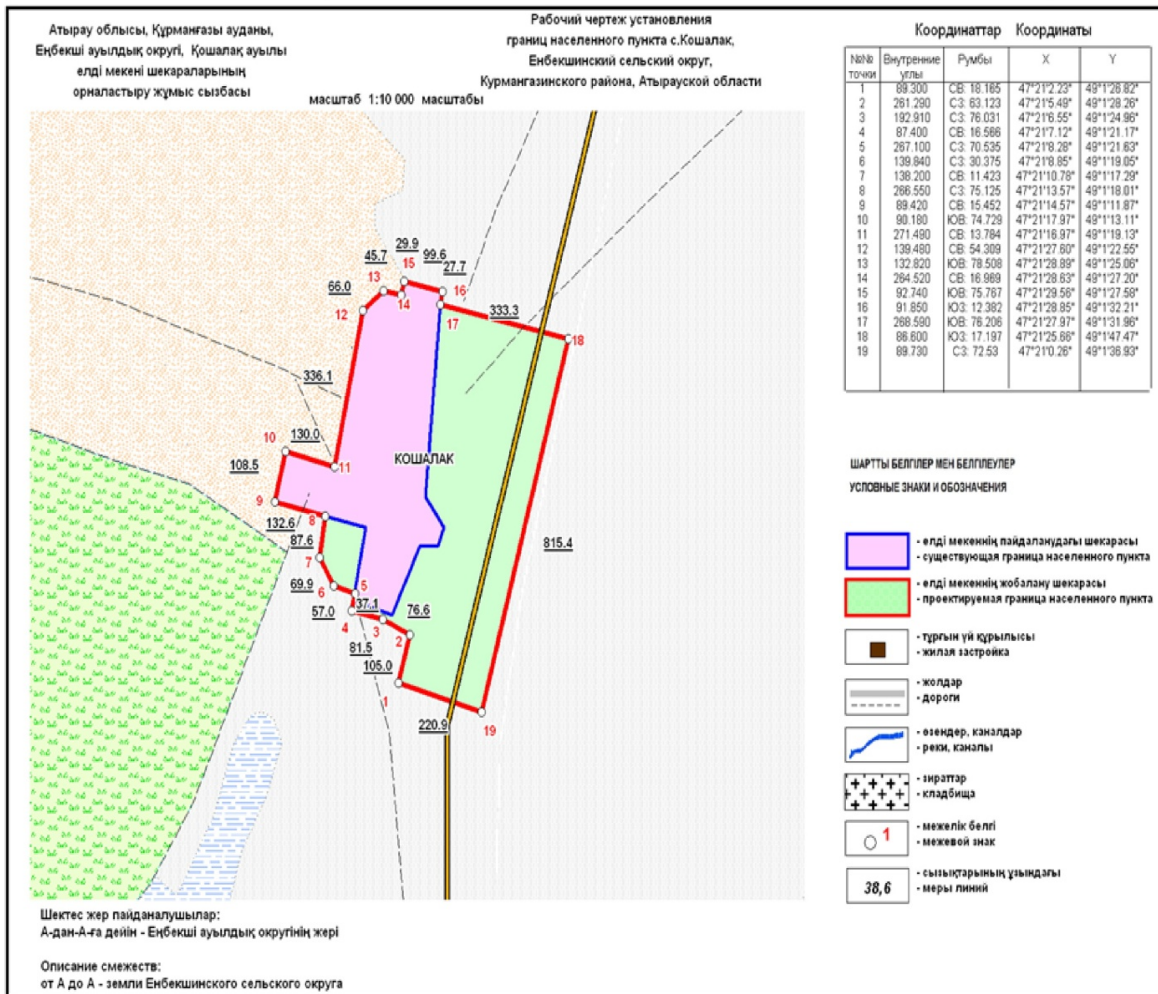 Атырау облысы, Құрманғазы ауданы,
Еңбекші ауылдық округі, Қошалақ ауылы
елді мекені шекараларының
орналастыру жұмыс сызбасы
Рабочий чертеж установления
границ населенного пункта с.Кошалак,
Енбекшинский сельский округ,
Курмангазинского района, Атырауской области
масштаб 1:10 000 масштабы
Координаттар Координаты
№№ точки Внутренние углы Румбы X Y
1 89.300 СВ: 18.165 47°21'2.23" 49°1'26.82"
2 261.290 СЗ: 63.123 47°21'5.49" 49°1'28.26"
3 192.910 СЗ: 76.031 47°21'6.55" 49°1'24.96"
4 87.400 СВ: 16.566 47°21'7.12" 49°1'21.17"
5 267.100 СЗ: 70.535 47°21'8.28" 49°1'21.63"
6 139.840 СЗ: 30.375 47°21'8.85" 49°1'19.05"
7 138.200 СВ: 11.423 47°21'10.78" 49°1'17.29"
8 266.550 СЗ: 75.125 47°21'13.57" 49°1'18.01"
9 89.420 СВ: 15.452 47°21'14.57" 49°1'11.87"
10 90.180 ЮВ: 74.729 47°21'17.97" 49°1'13.11"
11 271.490 СВ: 13.784 47°21'16.97" 49°1'19.13"
12 139.480 СВ: 54.309 47°21'27.60" 49°1'22.55"
13 132.820 ЮВ: 78.508 47°21'28.89" 49°1'25.06"
14 264.520 СВ: 16.969 47°21'28.63" 49°1'27.20"
15 92.740 ЮВ: 75.767 47°21'29.56" 49°1'27.58"
16 91.850 ЮЗ: 12.382 47°21'28.85" 49°1'32.21"
17 268.590 ЮВ: 76.206 47°21'27.97" 49°1'31.96"
18 86.600 ЮЗ: 17.197 47°21'25.66" 49°1'47.47"
19 89.730 СЗ: 72.53 47°21'0.26" 49°1'36.93"
29.9
45.7 15 99.6
13 27.7
66.0 14 16
12 17 333.3
18
336.1
10 130.0
11 КОШАЛАК
108.5
9
132.6 8
87.6 815.4
7
69.9 6 5
57.0 37.1 76.6
4 3 2
81.5
105.0
1
220.9 19
ШАРТТЫ БЕЛГІЛЕР МЕН БЕЛГІЛЕУЛЕР
УСЛОВНЫЕ ЗНАКИ И ОБОЗНАЧЕНИЯ
- елді мекеннің пайдаланудағы шекарасы
- существующая граница населенного пункта
- елді мекеннің жобалану шекарасы
- проектируемая граница населенного пункта
- тұрғын үй құрылысы
- жилая застройка
- жолдар
- дороги
- өзендер, каналдар
- реки, каналы
- зираттар
- кладбища
1 - межелік белгі
- межевой знак
38,6 - сызықтарының ұзындағы
- меры линий
Шектес жер пайдаланушылар:
А-дан-А-ға дейін - Еңбекші ауылдық округінің жері
Описание смежеств:
от А до А - земли Енбекшинского сельского округа